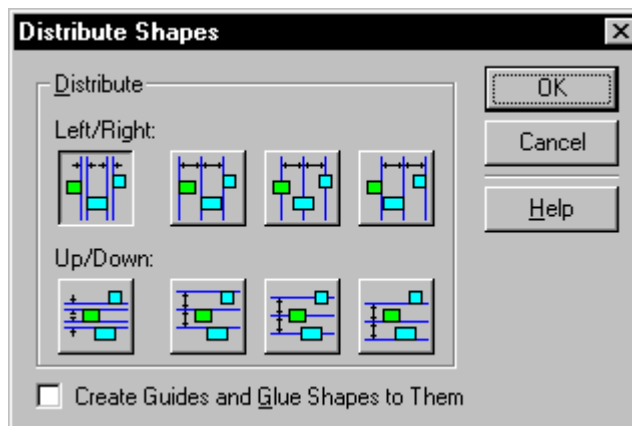 Distribute Shapes
Distribute
Left/Right:
Up/Down:
Create Guides and Glue Shapes to Them
OK
Cancel
Help